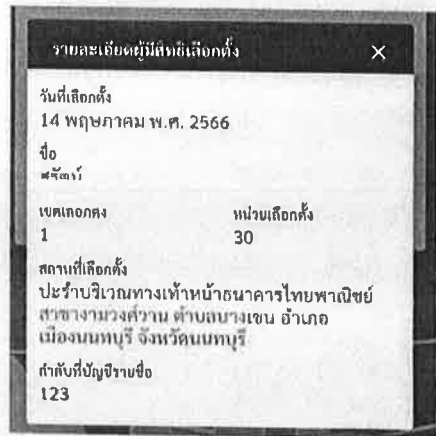 รายละเอียดผู้มีสิทธิเลือกตั้ง ×
วันที่เลือกตั้ง
14 พฤษภาคม พ.ศ. 2566
ชื่อ
เขตเลือกตั้ง หน่วยเลือกตั้ง
1 30
สถานที่เลือกตั้ง
ปะรำบริเวณทางเท้าหน้าธนาคารไทยพาณิชย์
สาขางามวงศ์วาน ตำบลบางเขน อำเภอ
เมืองนนทบุรี จังหวัดนนทบุรี
ลำดับที่บัญชีรายชื่อ
123